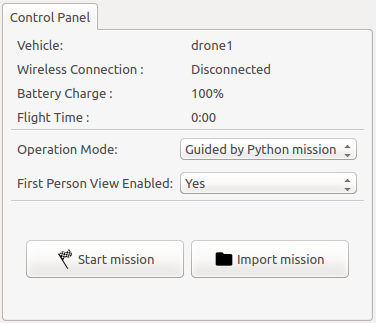 Control Panel
Vehicle: drone1
Wireless Connection : Disconnected
Battery Charge : 100%
Flight Time : 0:00
Operation Mode: Guided by Python mission
First Person View Enabled: Yes
Start mission Import mission